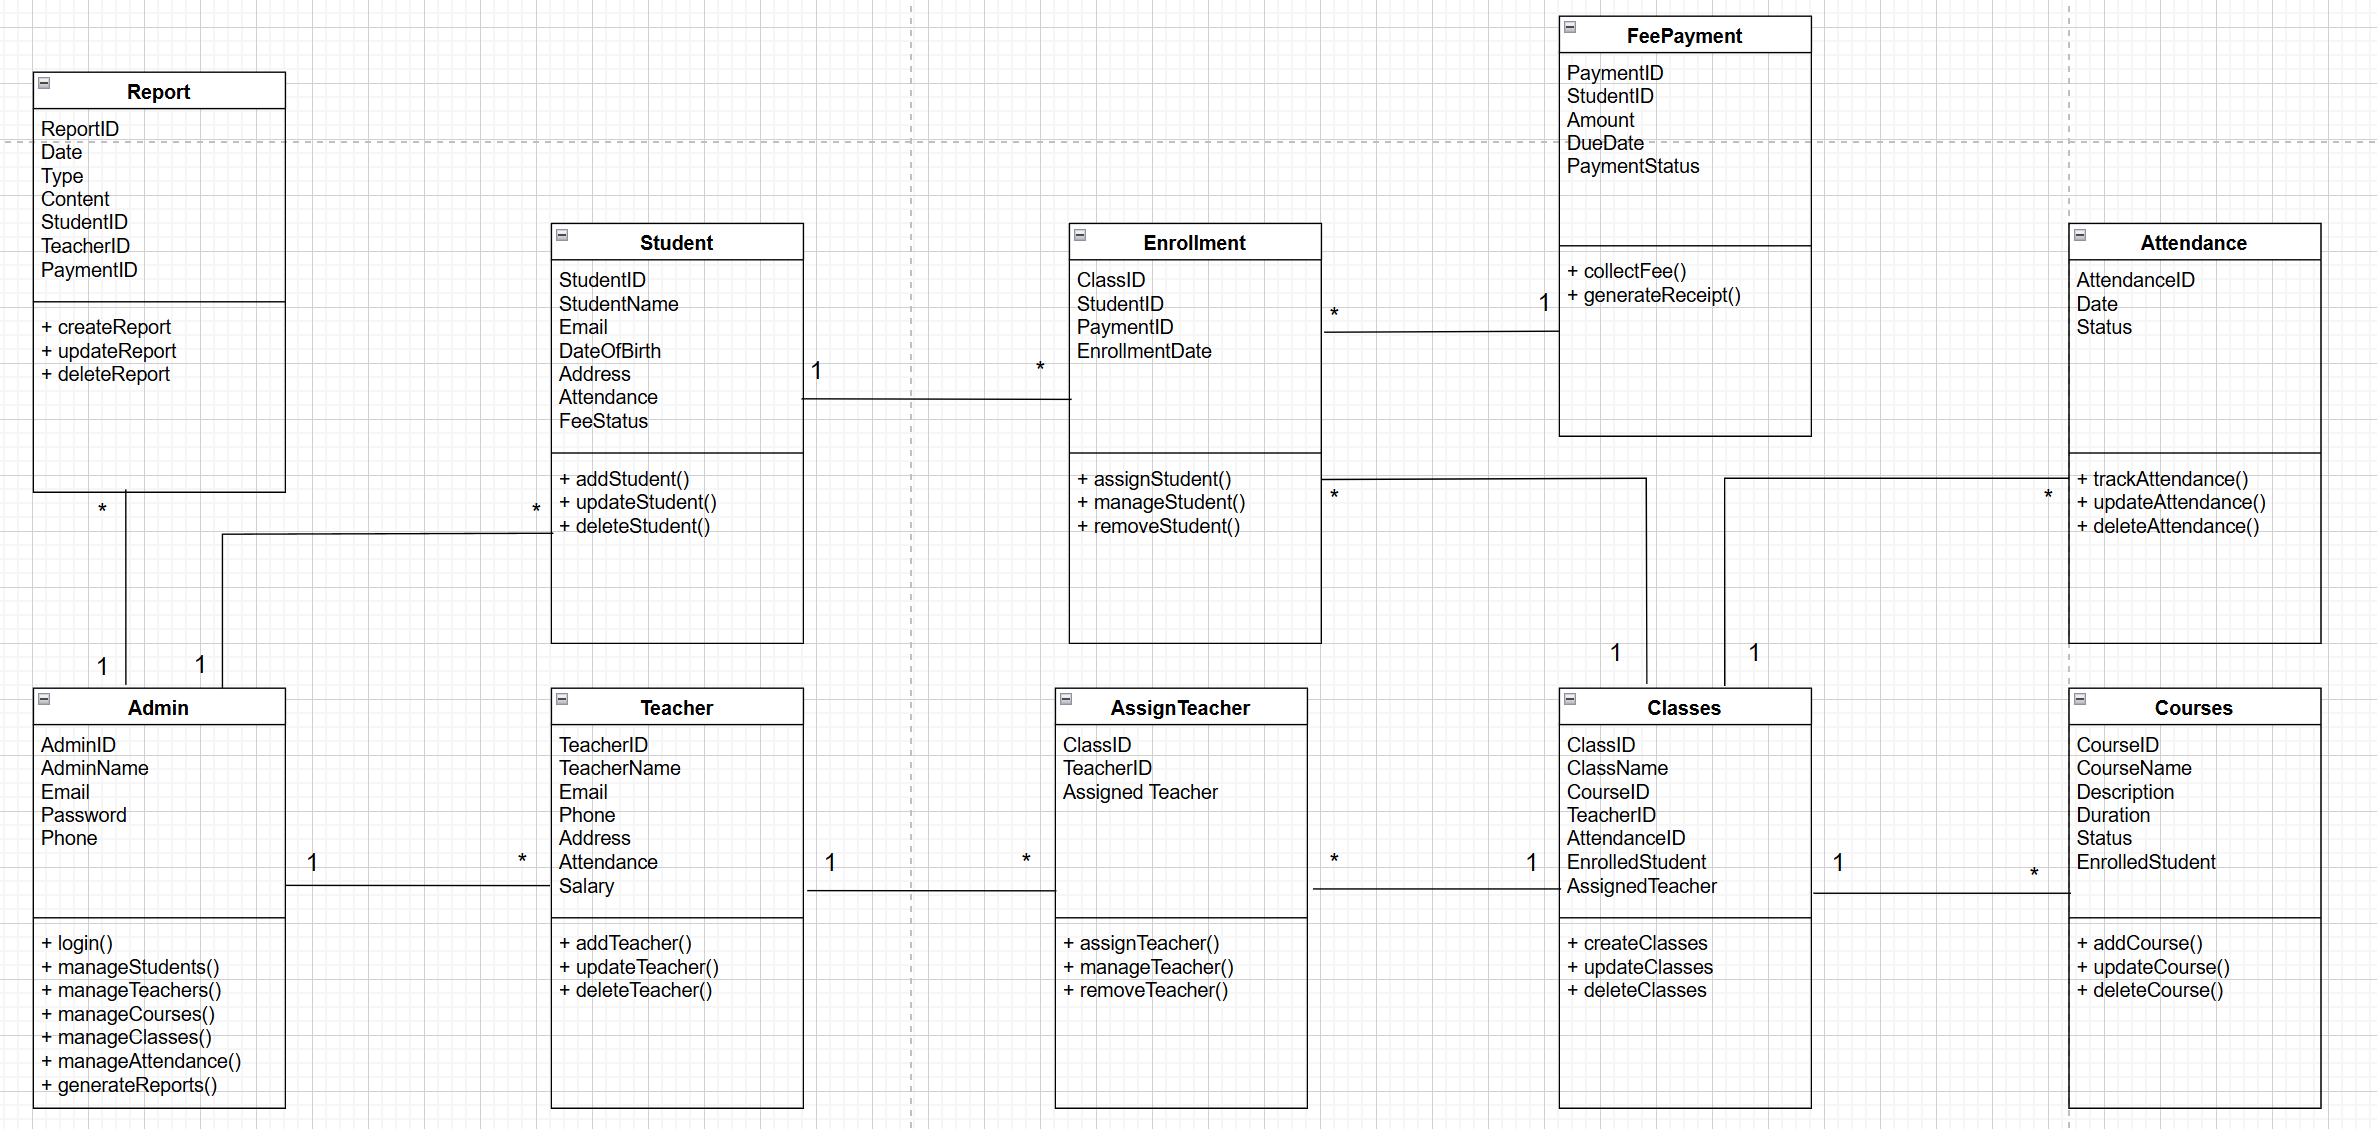 Report
ReportID
Date
Type
Content
StudentID
TeacherID
PaymentID
+ createReport
+ updateReport
+ deleteReport
*
1
Student
StudentID
StudentName
Email
DateOfBirth
Address
Attendance
FeeStatus
+ addStudent()
+ updateStudent()
+ deleteStudent()
1
*
*
1
Enrollment
ClassID
StudentID
PaymentID
EnrollmentDate
+ assignStudent()
+ manageStudent()
+ removeStudent()
*
1
*
1
FeePayment
PaymentID
StudentID
Amount
DueDate
PaymentStatus
+ collectFee()
+ generateReceipt()
Attendance
AttendanceID
Date
Status
+ trackAttendance()
+ updateAttendance()
+ deleteAttendance()
*
1
Admin
AdminID
AdminName
Email
Password
Phone
+ login()
+ manageStudents()
+ manageTeachers()
+ manageCourses()
+ manageClasses()
+ manageAttendance()
+ generateReports()
1
*
Teacher
TeacherID
TeacherName
Email
Phone
Address
Attendance
Salary
+ addTeacher()
+ updateTeacher()
+ deleteTeacher()
1
*
AssignTeacher
ClassID
TeacherID
Assigned Teacher
+ assignTeacher()
+ manageTeacher()
+ removeTeacher()
*
1
Classes
ClassID
ClassName
CourseID
TeacherID
AttendanceID
EnrolledStudent
AssignedTeacher
+ createClasses
+ updateClasses
+ deleteClasses
1
*
Courses
CourseID
CourseName
Description
Duration
Status
EnrolledStudent
+ addCourse()
+ updateCourse()
+ deleteCourse()